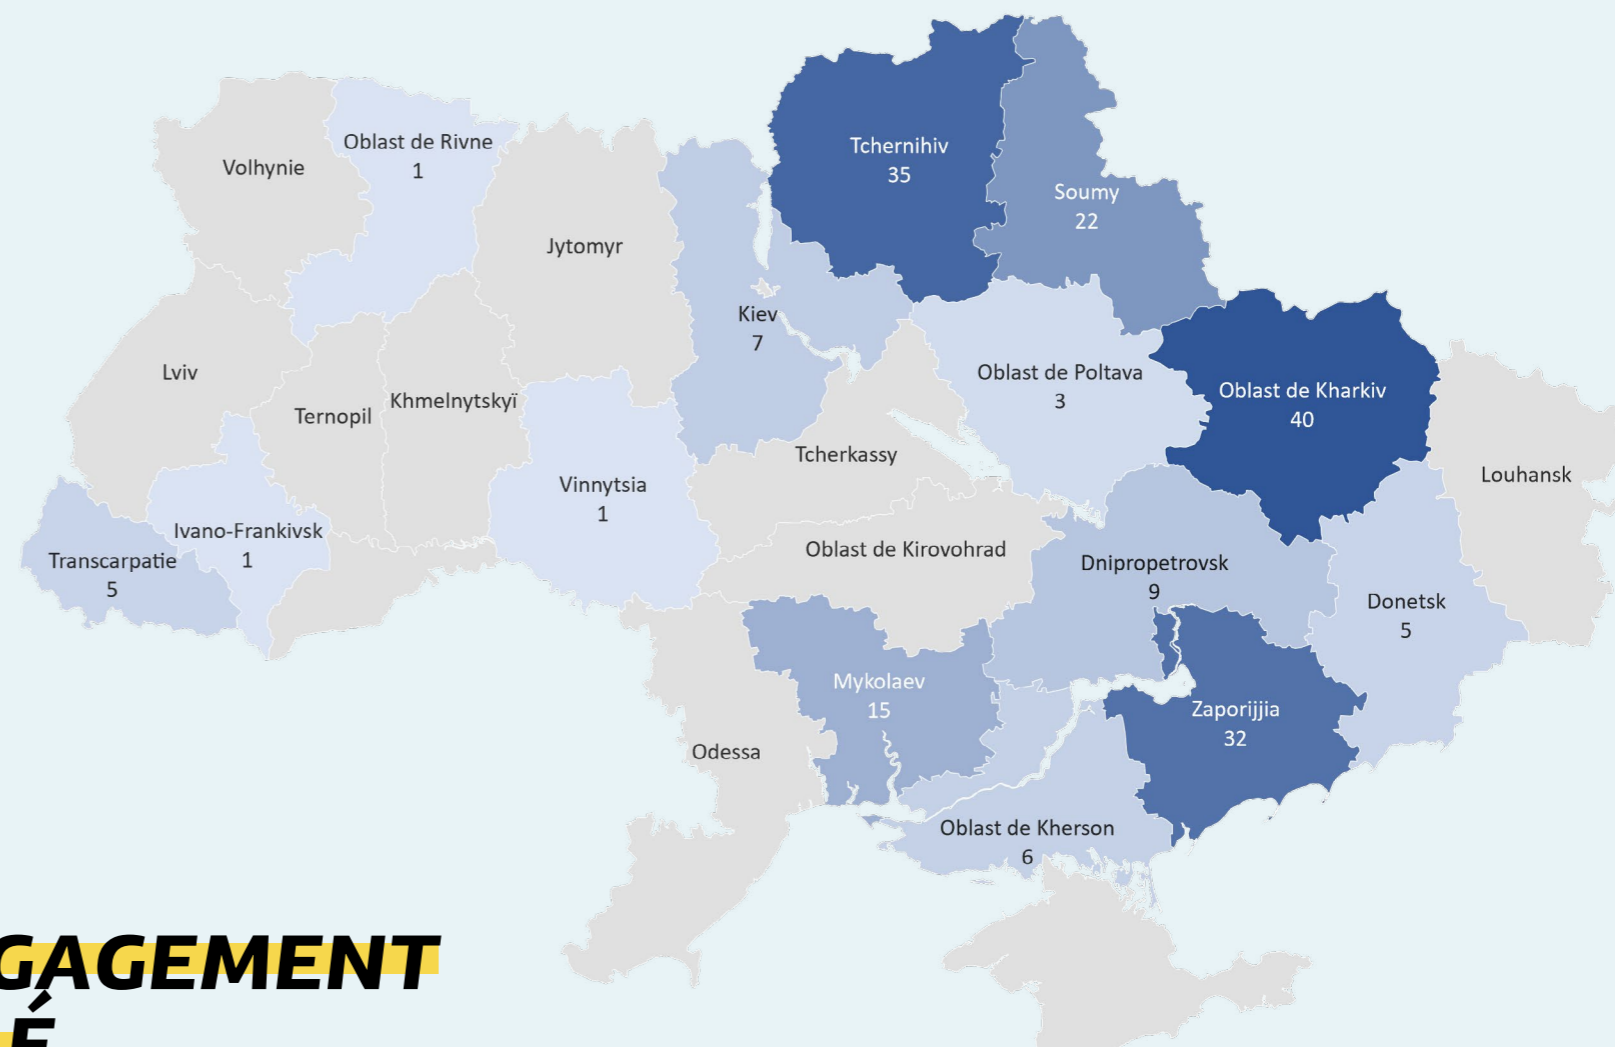 Oblast de Rivne
1
Volhynie
Jytomyr
Tchernihiv
35
Soumy
22
Kiev
7
Lviv
Ternopil
Khmelnytskyï
Oblast de Poltava
3
Oblast de Kharkiv
40
Tcherkassy
Louhansk
Vinnytsia
1
Ivano-Frankivsk
1
Transcarpatie
5
Oblast de Kirovohrad
Dnipropetrovsk
9
Donetsk
5
Mykolaev
15
Zaporijjia
32
Odessa
Oblast de Kherson
6
GAGEMENT
É